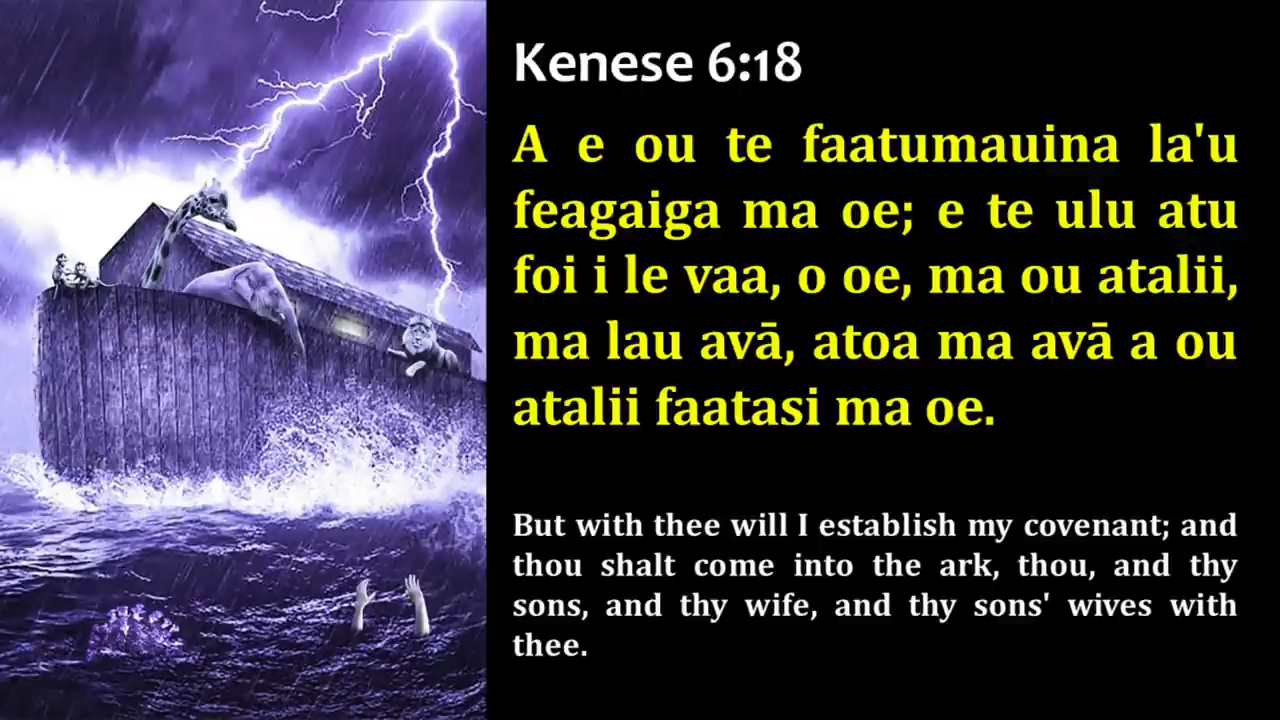 Kenese 6:18
A e ou te faatumauina la'u
feagaiga ma oe; e te ulu atu
foi i le vaa, o oe, ma ou atalii,
ma lau avā, atoa ma avā a ou
atalii faatasi ma oe.
But with thee will I establish my covenant; and
thou shalt come into the ark, thou, and thy
sons, and thy wife, and thy sons' wives with
thee.